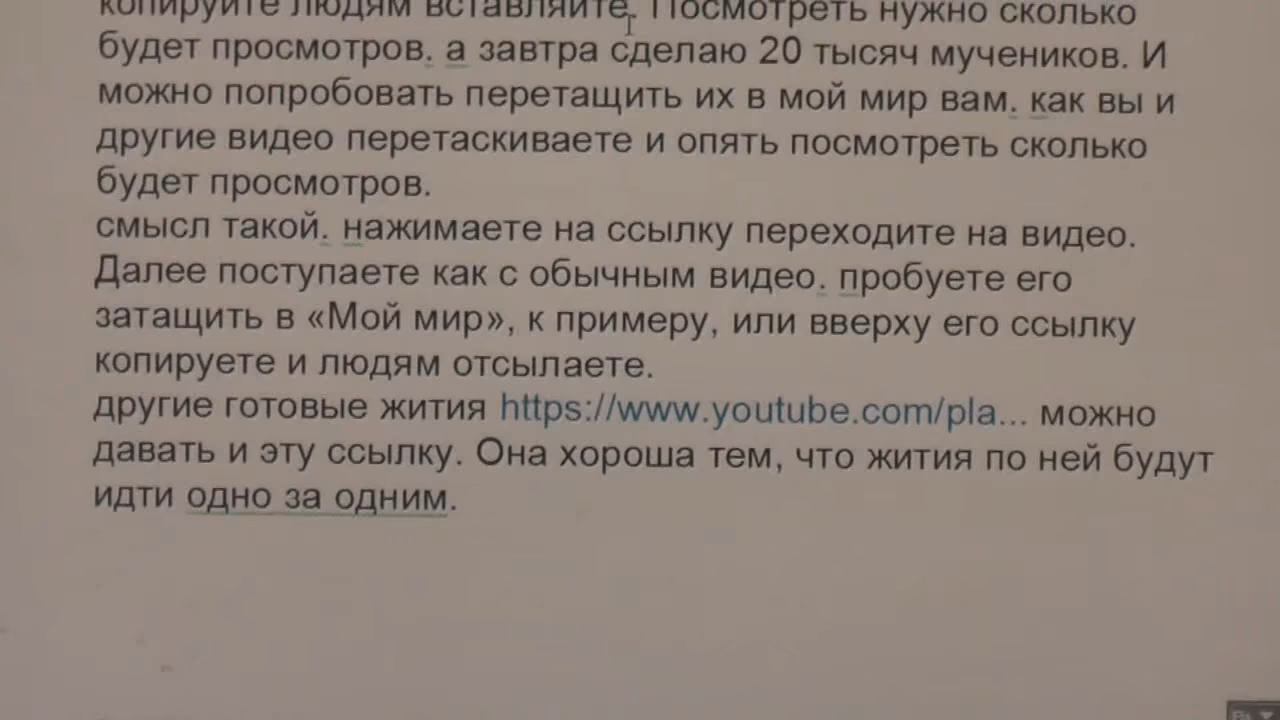 копируйте людям вставляйте. Посмотреть нужно сколько
будет просмотров. а завтра сделаю 20 тысяч мучеников. И
можно попробовать перетащить их в мой мир вам. как вы и
другие видео перетаскиваете и опять посмотреть сколько
будет просмотров.
смысл такой. нажимаете на ссылку переходите на видео.
Далее поступаете как с обычным видео. пробуете его
затащить в «Мой мир», к примеру, или вверху его ссылку
копируете и людям отсылаете.
другие готовые жития https://www.youtube.com/pla... можно
давать и эту ссылку. Она хороша тем, что жития по ней будут
идти одно за одним.